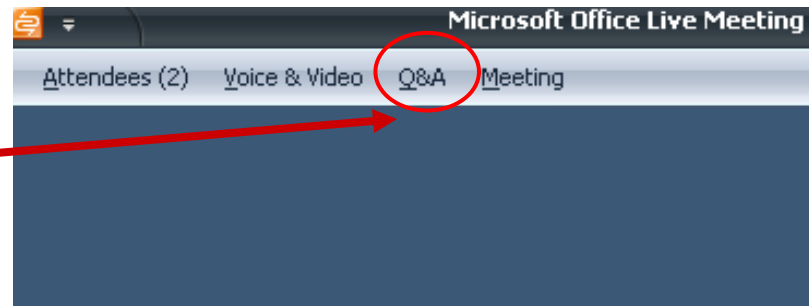 Microsoft Office Live Meeting
Attendees (2) Voice & Video Q&A Meeting